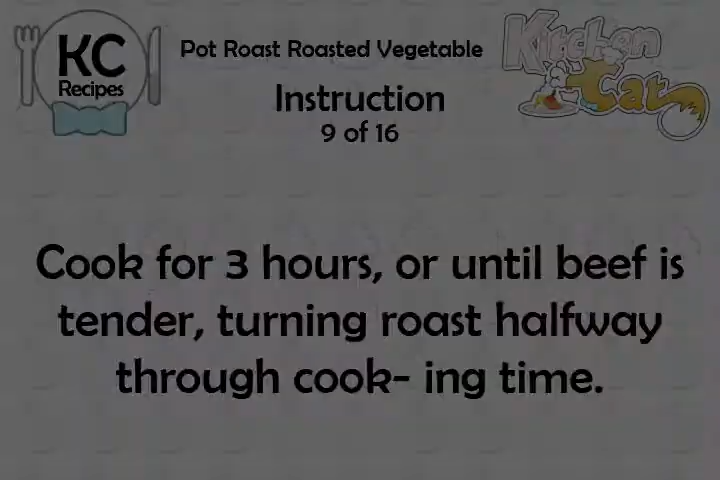 KC
Recipes
Pot Roast Roasted Vegetable
Instruction
9 of 16
Kitchen
Cat
Cook for 3 hours, or until beef is
tender, turning roast halfway
through cook- ing time.